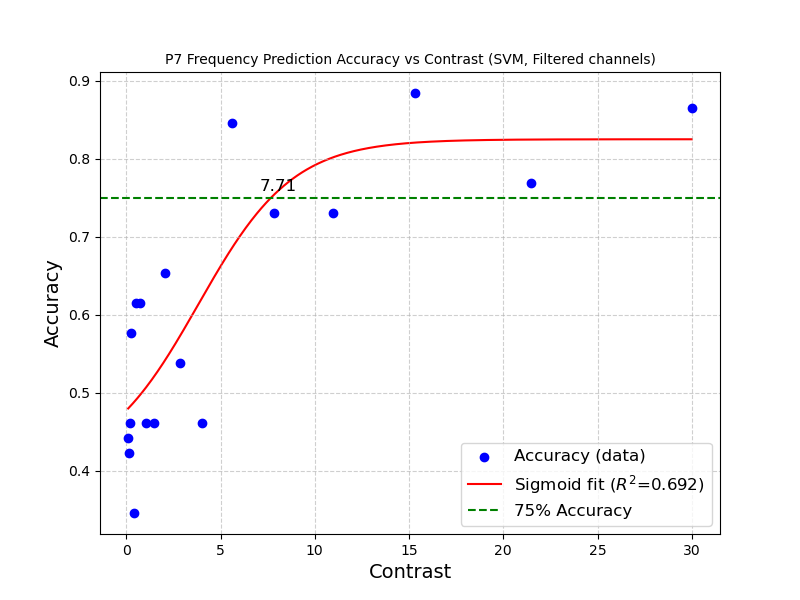 P7 Frequency Prediction Accuracy vs Contrast (SVM, Filtered channels)
0.9
0.8
0.7
0.6
0.5
0.4
Accuracy
7.71
Accuracy (data)
Sigmoid fit (R²=0.692)
75% Accuracy
0 5 10 15 20 25 30
Contrast